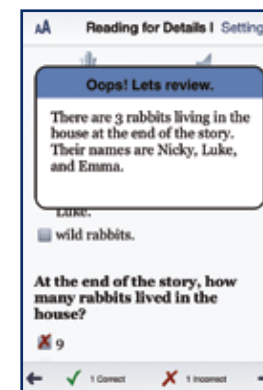 AA Reading for Details I Setting
Oops! Lets review.
There are 3 rabbits living in the
house at the end of the story.
Their names are Nicky, Luke,
and Emma.
Luke.
wild rabbits.
At the end of the story, how
many rabbits lived in the
house?
9
1 Correct 1 Incorrect